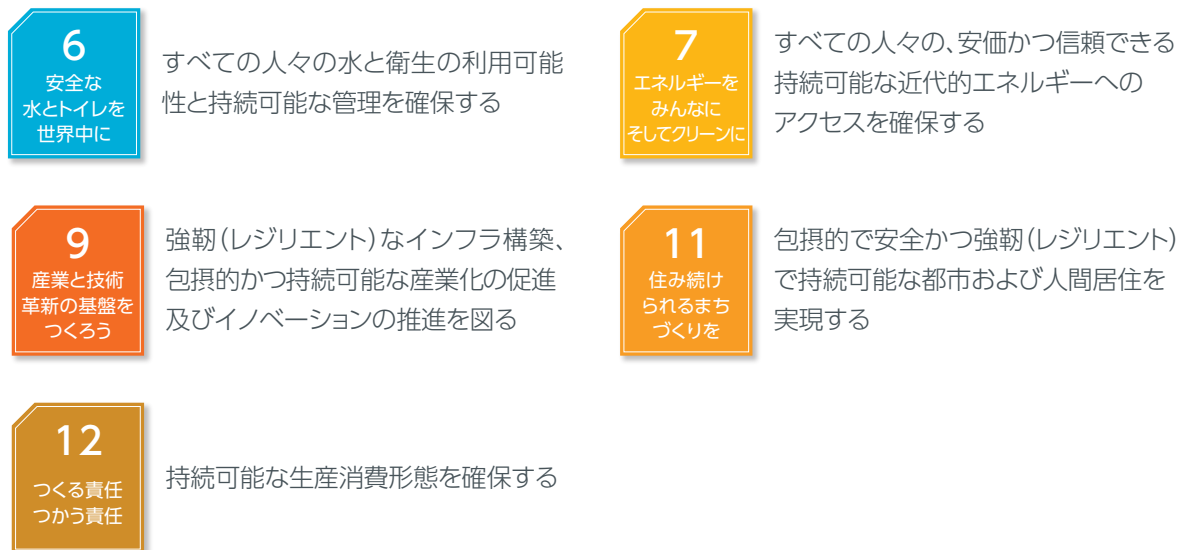 6
安全な
水とトイレを
世界中に
すべての人々の水と衛生の利用可能
性と持続可能な管理を確保する
7
エネルギーを
みんなに
そしてクリーンに
すべての人々の、安価かつ信頼できる
持続可能な近代的エネルギーへの
アクセスを確保する
9
産業と技術
革新の基盤を
つくろう
強靭(レジリエント)なインフラ構築、
包摂的かつ持続可能な産業化の促進
及びイノベーションの推進を図る
11
住み続け
られるまち
づくりを
包摂的で安全かつ強靭(レジリエント)
で持続可能な都市および人間居住を
実現する
12
つくる責任
つかう責任
持続可能な生産消費形態を確保する